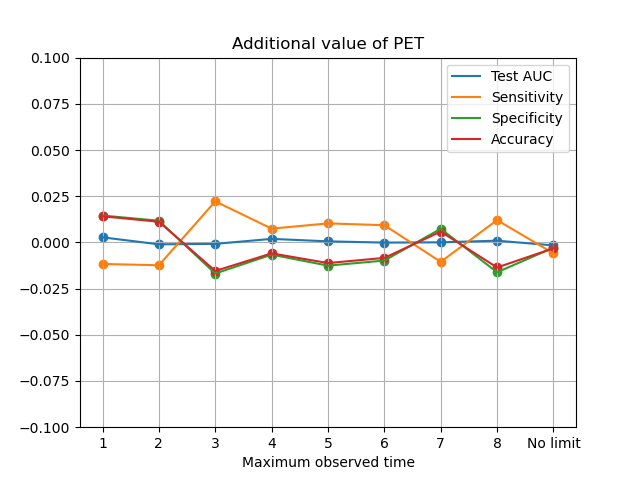 Additional value of PET
0.100
0.075
0.050
0.025
0.000
−0.025
−0.050
−0.075
−0.100
Test AUC
Sensitivity
Specificity
Accuracy
1 2 3 4 5 6 7 8 No limit
Maximum observed time